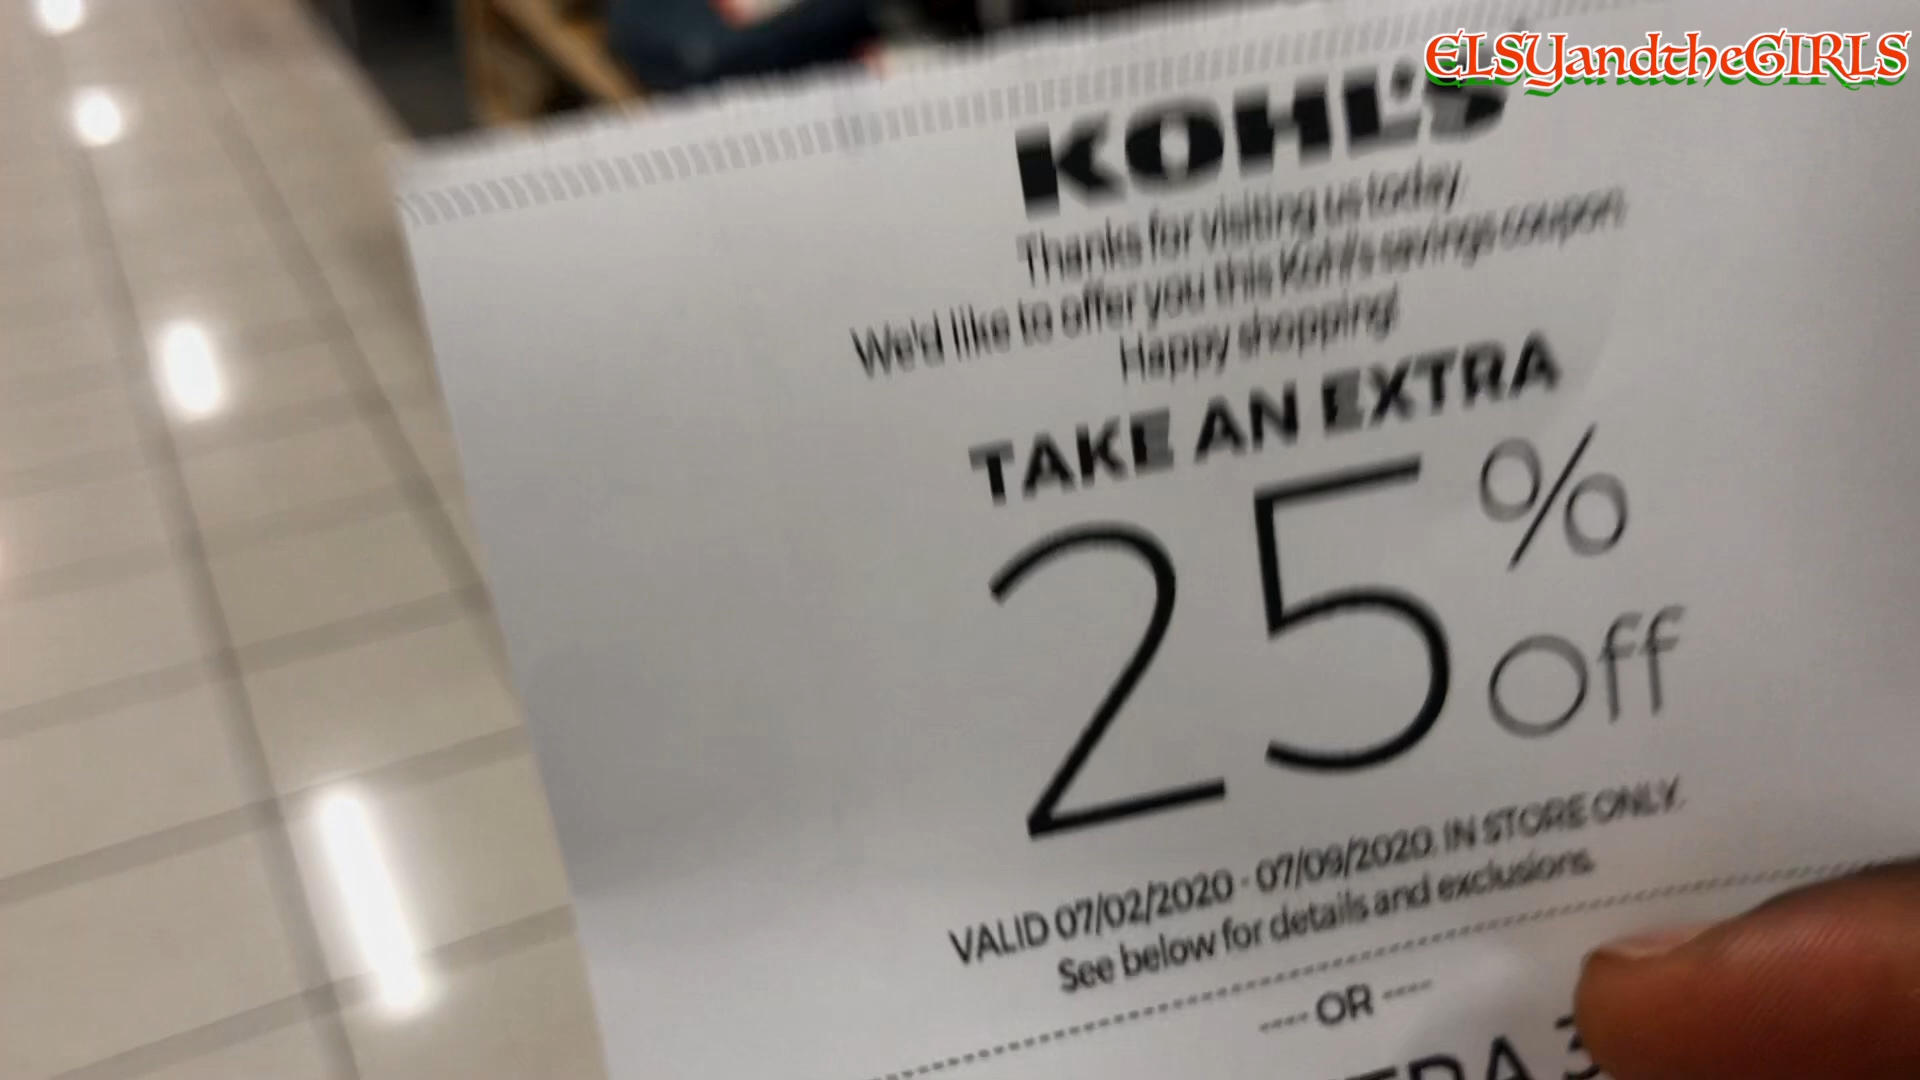 ELSYandtheGIRLS
KOHL'S
Thanks for visiting us today.
We'd like to offer you this Kohl's savings coupon.
Happy shopping!
TAKE AN EXTRA
25% Off
VALID 07/02/2020 - 07/09/2020. IN STORE ONLY.
See below for details and exclusions.
---- OR ----